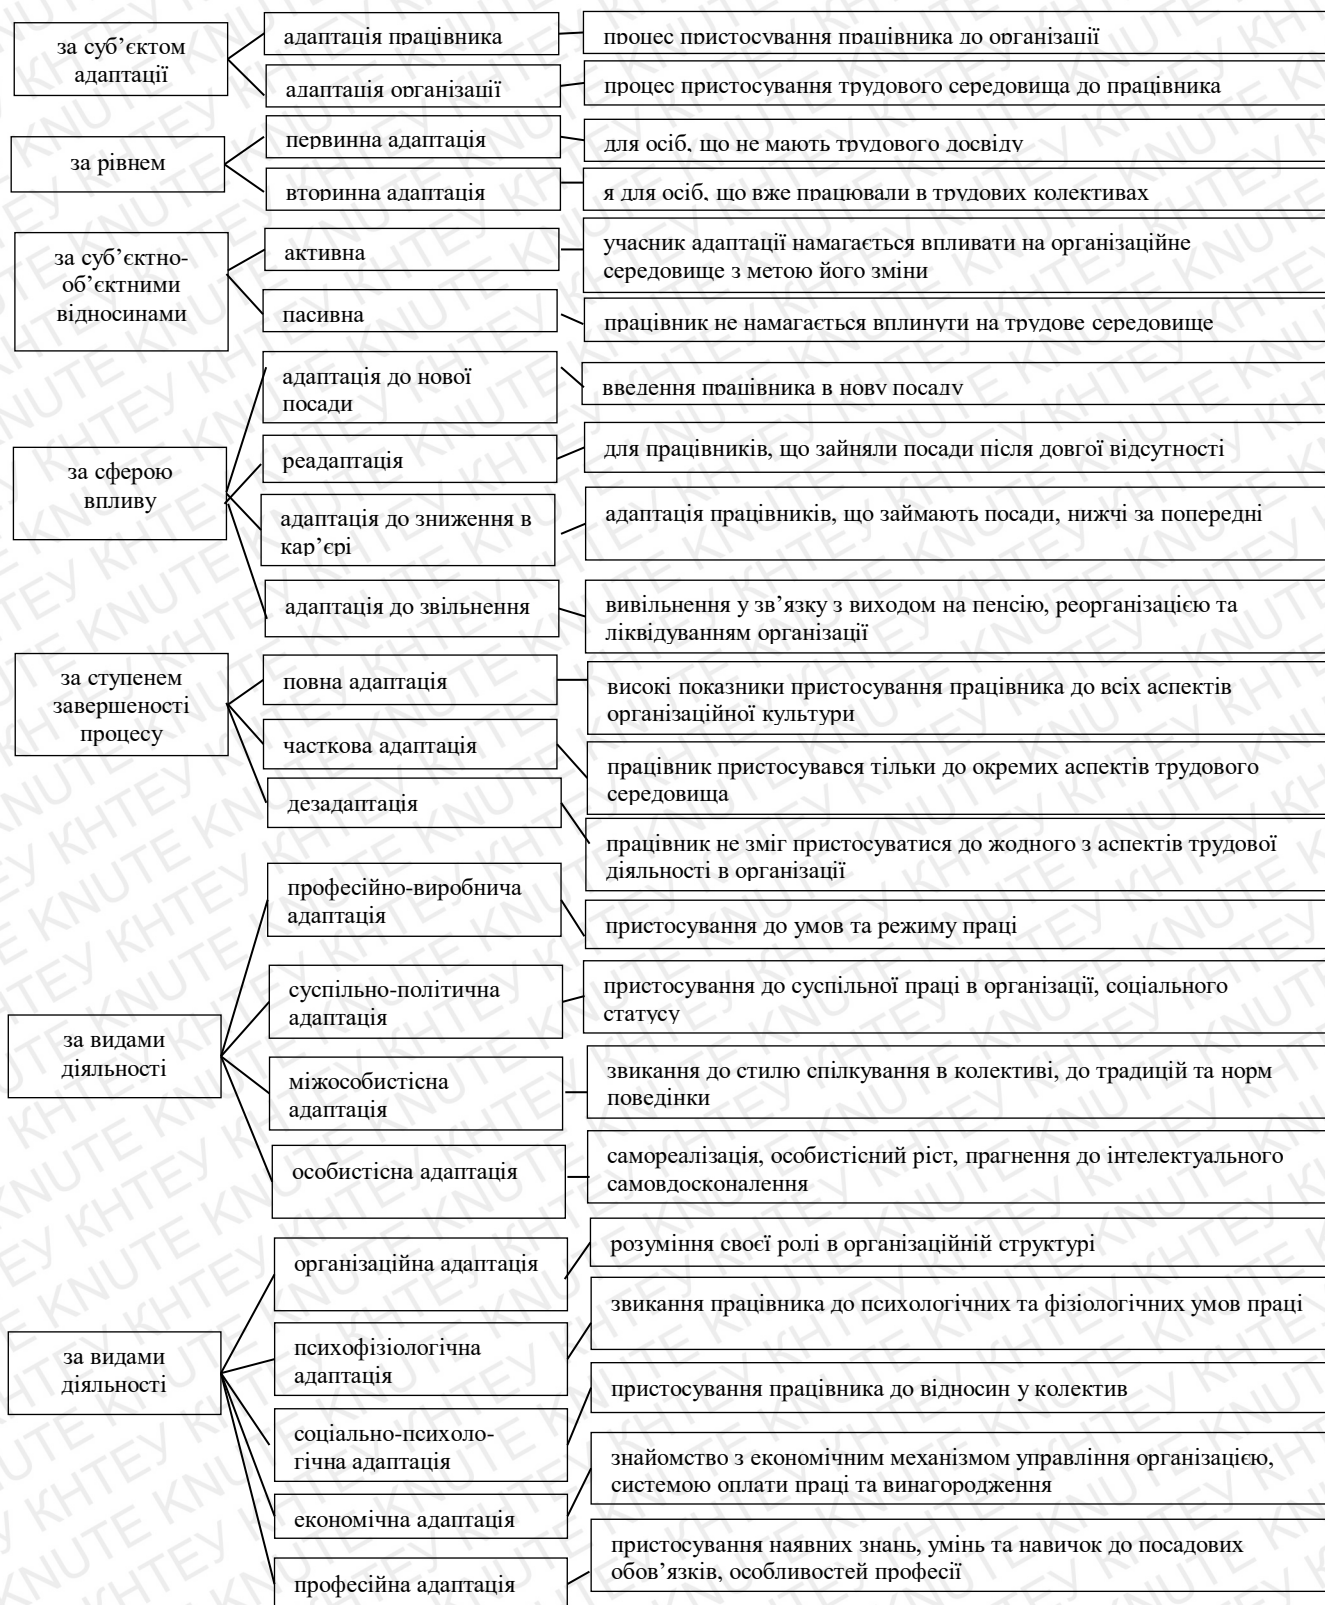 за суб’єктом
адаптації
адаптація працівника
процес пристосування працівника до організації
адаптація організації
процес пристосування трудового середовища до працівника
за рівнем
первинна адаптація
для осіб, що не мають трудового досвіду
вторинна адаптація
я для осіб, що вже працювали в трудових колективах
за суб’єктно-
об’єктними
відносинами
активна
учасник адаптації намагається впливати на організаційне
середовище з метою його зміни
пасивна
працівник не намагається вплинути на трудове середовище
за сферою
впливу
адаптація до нової
посади
введення працівника в нову посаду
реадаптація
для працівників, що зайняли посади після довгої відсутності
адаптація до зниження в
кар’єрі
адаптація працівників, що займають посади, нижчі за попередні
адаптація до звільнення
вивільнення у зв’язку з виходом на пенсію, реорганізацією та
ліквідуванням організації
за ступенем
завершеності
процесу
повна адаптація
високі показники пристосування працівника до всіх аспектів
організаційної культури
часткова адаптація
працівник пристосувався тільки до окремих аспектів трудового
середовища
дезадаптація
працівник не зміг пристосуватися до жодного з аспектів трудової
діяльності в організації
за видами
діяльності
професійно-виробнича
адаптація
пристосування до умов та режиму праці
суспільно-політична
адаптація
пристосування до суспільної праці в організації, соціального
статусу
міжособистісна
адаптація
звикання до стилю спілкування в колективі, до традицій та норм
поведінки
особистісна адаптація
самореалізація, особистісний ріст, прагнення до інтелектуального
самовдосконалення
за видами
діяльності
організаційна адаптація
розуміння своєї ролі в організаційній структурі
психофізіологічна
адаптація
звикання працівника до психологічних та фізіологічних умов праці
соціально-психоло-
гічна адаптація
пристосування працівника до відносин у колектив
економічна адаптація
знайомство з економічним механізмом управління організацією,
системою оплати праці та винагородження
професійна адаптація
пристосування наявних знань, умінь та навичок до посадових
обов’язків, особливостей професії